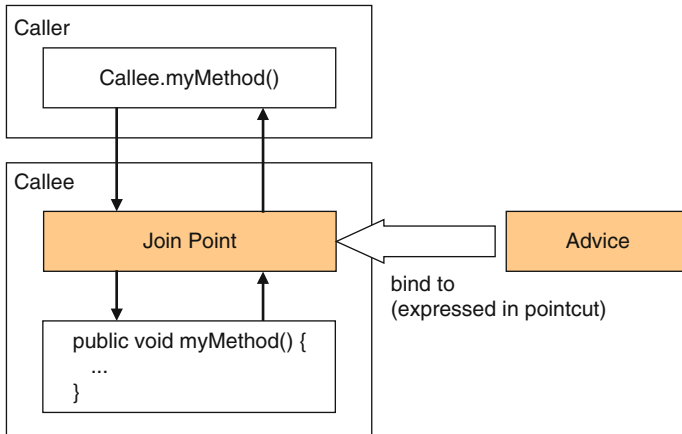 Caller
Callee.myMethod()
Callee
Join Point
Advice
bind to
(expressed in pointcut)
public void myMethod() {
...
}